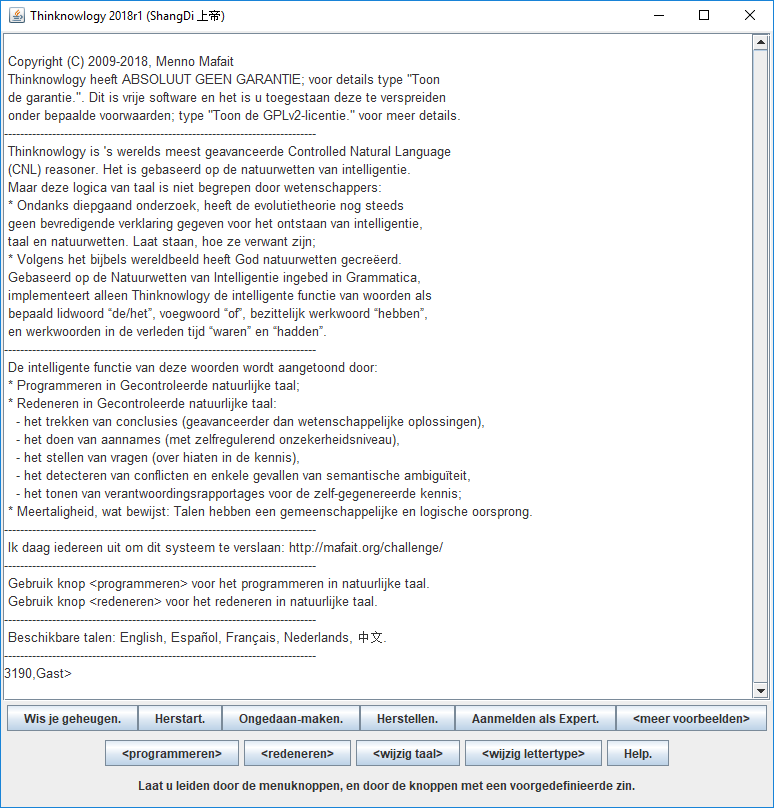 Thinknowlogy 2018r1 (ShangDi 上帝)
Copyright (C) 2009-2018, Menno Mafait
Thinknowlogy heeft ABSOLUUT GEEN GARANTIE; voor details type "Toon
de garantie.". Dit is vrije software en het is u toegestaan deze te verspreiden
onder bepaalde voorwaarden; type "Toon de GPLv2-licentie." voor meer details.
Thinknowlogy is 's werelds meest geavanceerde Controlled Natural Language
(CNL) reasoner. Het is gebaseerd op de natuurwetten van intelligentie.
Maar deze logica van taal is niet begrepen door wetenschappers:
* Ondanks diepgaand onderzoek, heeft de evolutietheorie nog steeds
geen bevredigende verklaring gegeven voor het ontstaan van intelligentie,
taal en natuurwetten. Laat staan, hoe ze verwant zijn;
* Volgens het bijbels wereldbeeld heeft God natuurwetten gecreëerd.
Gebaseerd op de Natuurwetten van Intelligentie ingebed in Grammatica,
implementeert alleen Thinknowlogy de intelligente functie van woorden als
bepaald lidwoord “de/het”, voegwoord “of”, bezittelijk werkwoord “hebben”,
en werkwoorden in de verleden tijd “waren” en “hadden”.
De intelligente functie van deze woorden wordt aangetoond door:
* Programmeren in Gecontroleerde natuurlijke taal;
* Redeneren in Gecontroleerde natuurlijke taal:
- het trekken van conclusies (geavanceerder dan wetenschappelijke oplossingen),
- het doen van aannames (met zelfregulerend onzekerheidsniveau),
- het stellen van vragen (over hiaten in de kennis),
- het detecteren van conflicten en enkele gevallen van semantische ambiguïteit,
- het tonen van verantwoordingsrapportages voor de zelf-gegenereerde kennis;
* Meertaligheid, wat bewijst: Talen hebben een gemeenschappelijke en logische oorsprong.
Ik daag iedereen uit om dit systeem te verslaan: http://mafait.org/challenge/
Gebruik knop <programmeren> voor het programmeren in natuurlijke taal.
Gebruik knop <redeneren> voor het redeneren in natuurlijke taal.
Beschikbare talen: English, Español, Français, Nederlands, 中文.
3190,Gast>
Wis je geheugen. Herstart. Ongedaan-maken. Herstellen. Aanmelden als Expert. <meer voorbeelden>
<programmeren> <redeneren> <wijzig taal> <wijzig lettertype> Help.
Laat u leiden door de menuknoppen, en door de knoppen met een voorgedefinieerde zin.